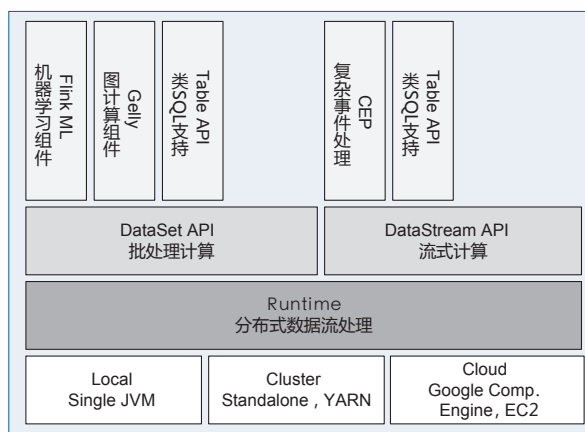 Flink ML
机器学习组件
Gelly
图计算组件
Table API
类SQL支持
CEP
复杂事件处理
Table API
类SQL支持
DataSet API
批处理计算
DataStream API
流式计算
Runtime
分布式数据流处理
Local
Single JVM
Cluster
Standalone , YARN
Cloud
Google Comp.
Engine , EC2